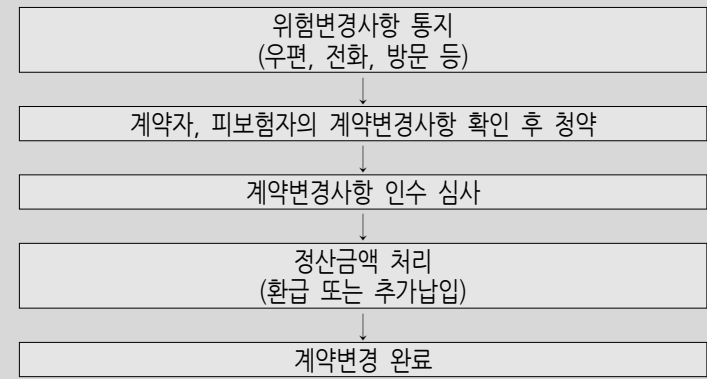 위험변경사항 통지
(우편, 전화, 방문 등)
계약자, 피보험자의 계약변경사항 확인 후 청약
계약변경사항 인수 심사
정산금액 처리
(환급 또는 추가납입)
계약변경 완료